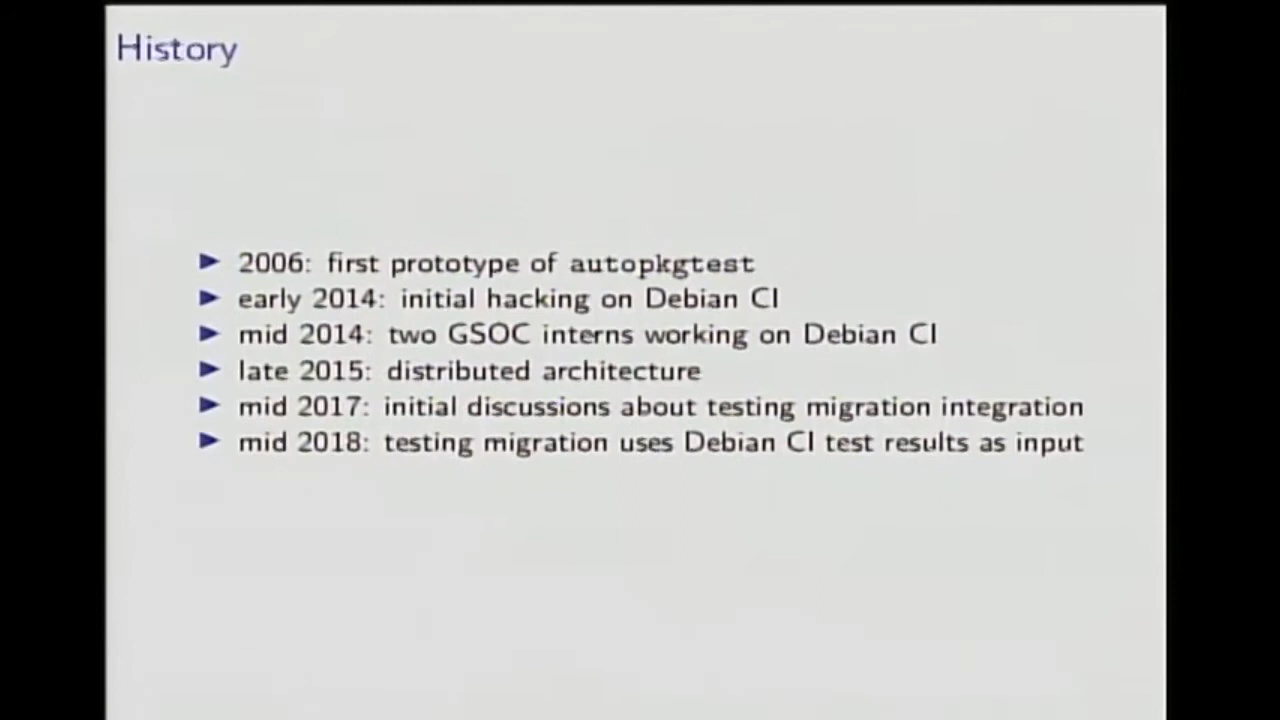 History
2006: first prototype of autopkgtest
early 2014: initial hacking on Debian CI
mid 2014: two GSOC interns working on Debian CI
late 2015: distributed architecture
mid 2017: initial discussions about testing migration integration
mid 2018: testing migration uses Debian CI test results as input